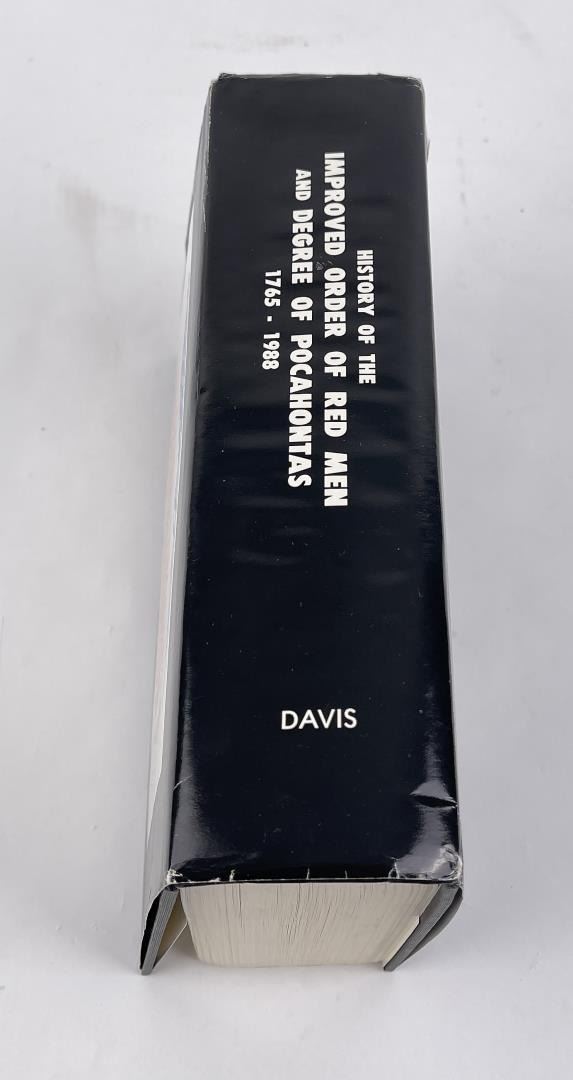 HISTORY OF THE
IMPROVED ORDER OF RED MEN
AND DEGREE OF POCAHONTAS
1765 - 1988
DAVIS